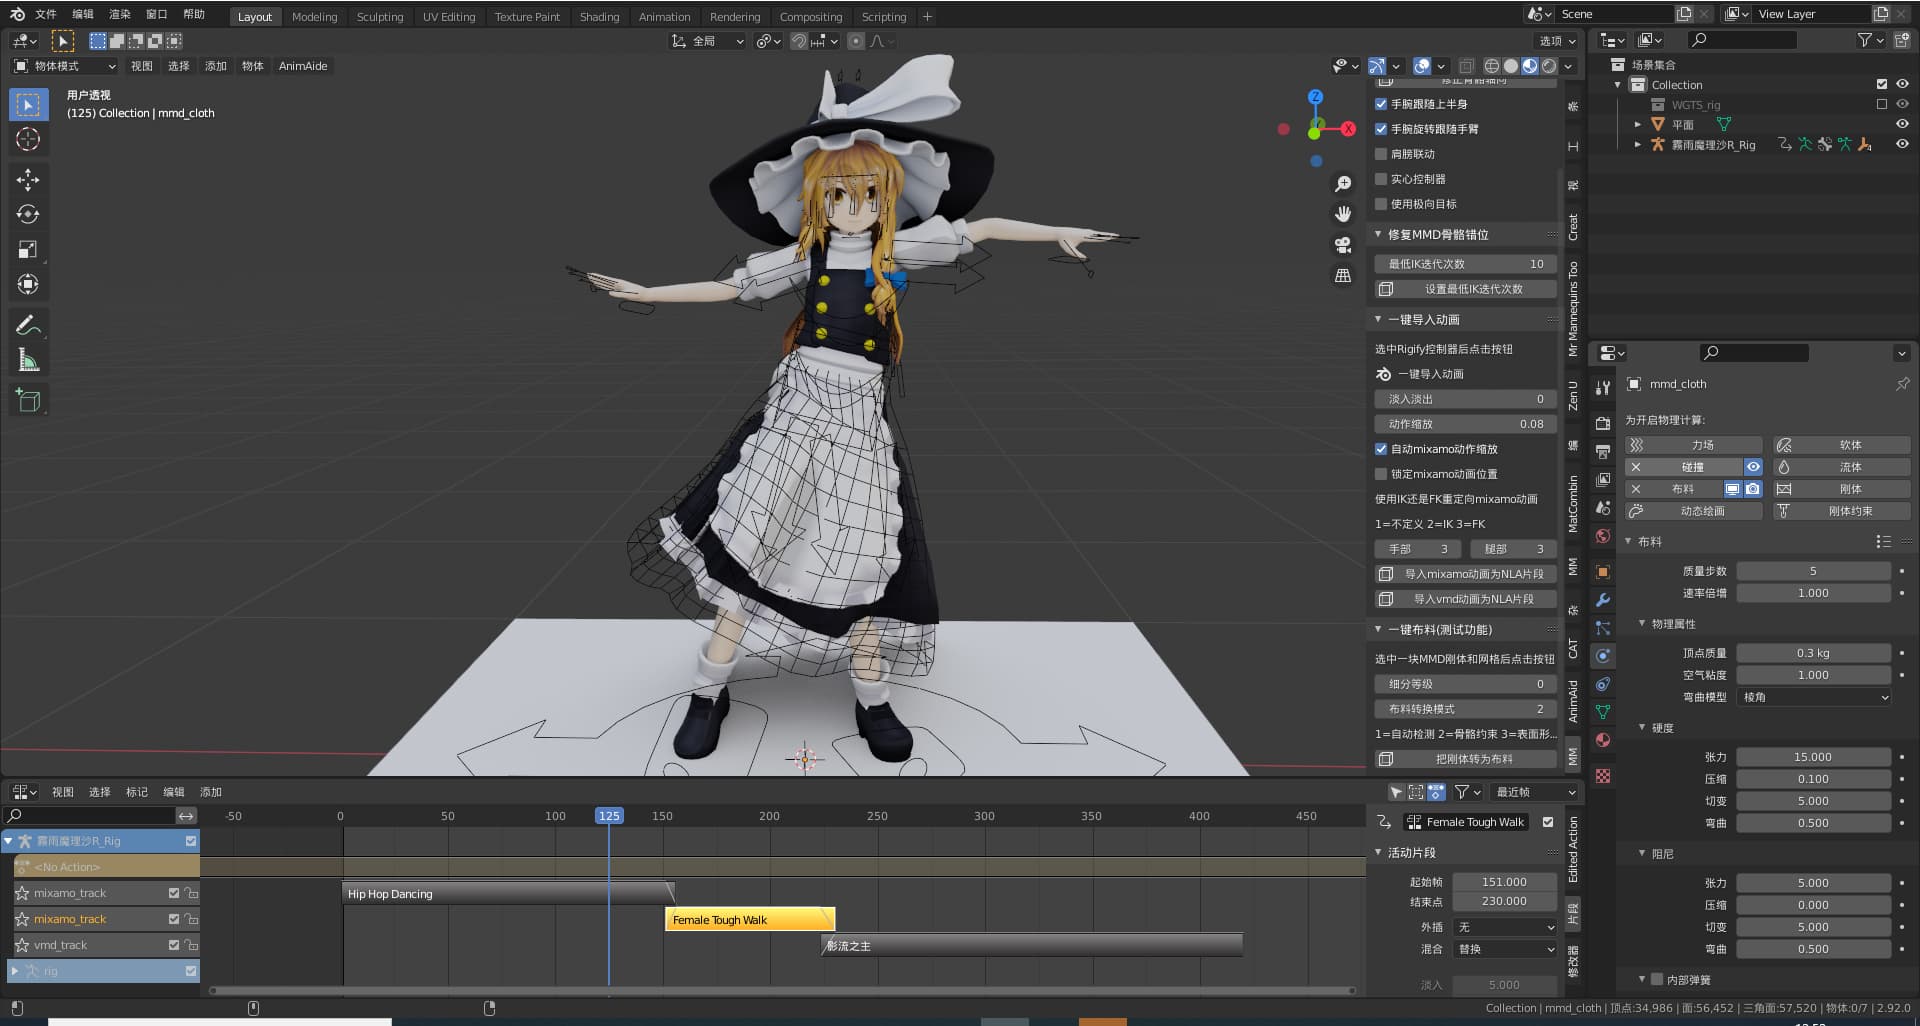 文件 编辑 渲染 窗口 帮助 Layout Modeling Sculpting UV Editing Texture Paint Shading Animation Rendering Compositing Scripting + Scene View Layer
全局 选项
物体模式 视图 选择 添加 物体 AnimAide
用户透视
(125) Collection | mmd_cloth
Z
X
手腕跟随上半身
手腕旋转跟随手臂
肩膀联动
实心控制器
使用极向目标
修复MMD骨骼错位
最低IK迭代次数 10
设置最低IK迭代次数
一键导入动画
选中Rigify控制器后点击按钮
一键导入动画
淡入淡出 0
动作缩放 0.08
自动mixamo动作缩放
锁定mixamo动画位置
使用IK还是FK重定向mixamo动画
1=不定义 2=IK 3=FK
手部 3 腿部 3
导入mixamo动画为NLA片段
导入vmd动画为NLA片段
一键布料(测试功能)
选中一块MMD刚体和网格后点击按钮
细分等级 0
布料转换模式 2
1=自动检测 2=骨骼约束 3=表面形...
把刚体转为布料
条
工
视
Creat
Mr Mannequins Too
Zen U
编
MatCombin
MM
杂
CAT
AnimAid
MM
场景集合
Collection
WGTS_rig
平面
霧雨魔理沙R_Rig
mmd_cloth
为开启物理计算:
力场 软体
碰撞 流体
布料 刚体
动态绘画 刚体约束
布料
质量步数 5
速率倍增 1.000
物理属性
顶点质量 0.3 kg
空气粘度 1.000
弯曲模型 棱角
硬度
张力 15.000
压缩 0.100
切变 5.000
弯曲 0.500
阻尼
张力 5.000
压缩 0.000
切变 5.000
弯曲 0.500
内部弹簧
视图 选择 标记 编辑 添加 最近帧
-50 0 50 100 125 150 200 250 300 350 400 450
霧雨魔理沙R_Rig
<No Action>
mixamo_track Hip Hop Dancing
mixamo_track Female Tough Walk
vmd_track 影流之主
rig
Female Tough Walk
活动片段
起始帧 151.000
结束点 230.000
外插 无
混合 替换
淡入 5.000
Edited Action
片段
修改器
Collection | mmd_cloth | 顶点:34,986 | 面:56,452 | 三角面:57,520 | 物体:0/7 | 2.92.0